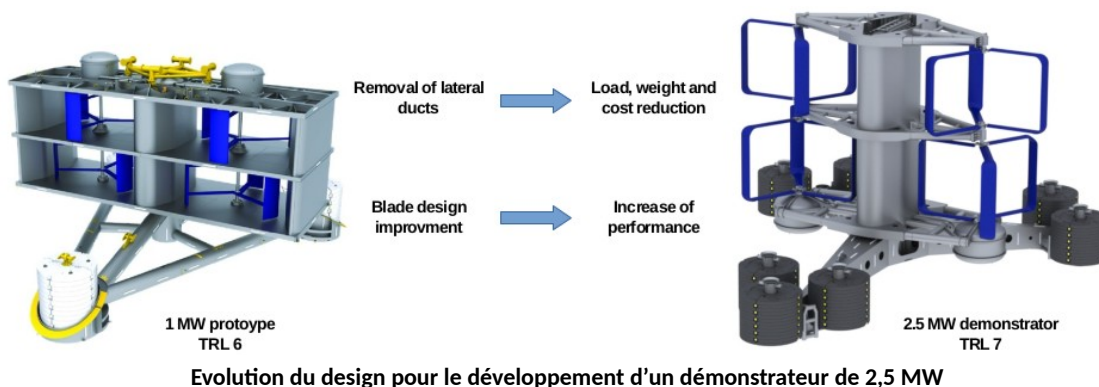 Removal of lateral
ducts
Load, weight and
cost reduction
Blade design
improvment
Increase of
performance
1 MW protoype
TRL 6
2.5 MW demonstrator
TRL 7
Evolution du design pour le développement d’un démonstrateur de 2,5 MW